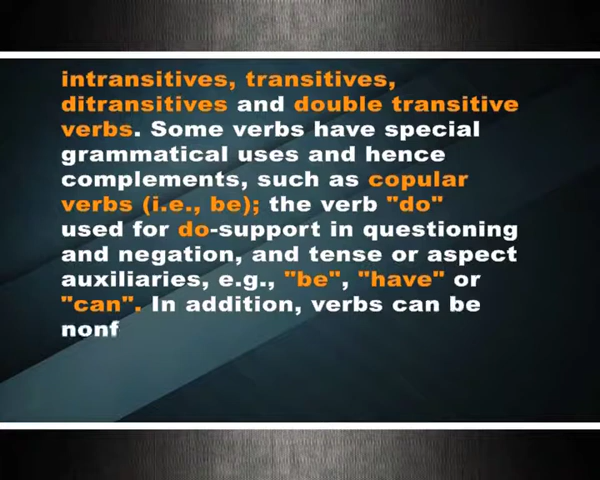 intransitives, transitives,
ditransitives and double transitive
verbs. Some verbs have special
grammatical uses and hence
complements, such as copular
verbs (i.e., be); the verb "do"
used for do-support in questioning
and negation, and tense or aspect
auxiliaries, e.g., "be", "have" or
"can". In addition, verbs can be
nonf